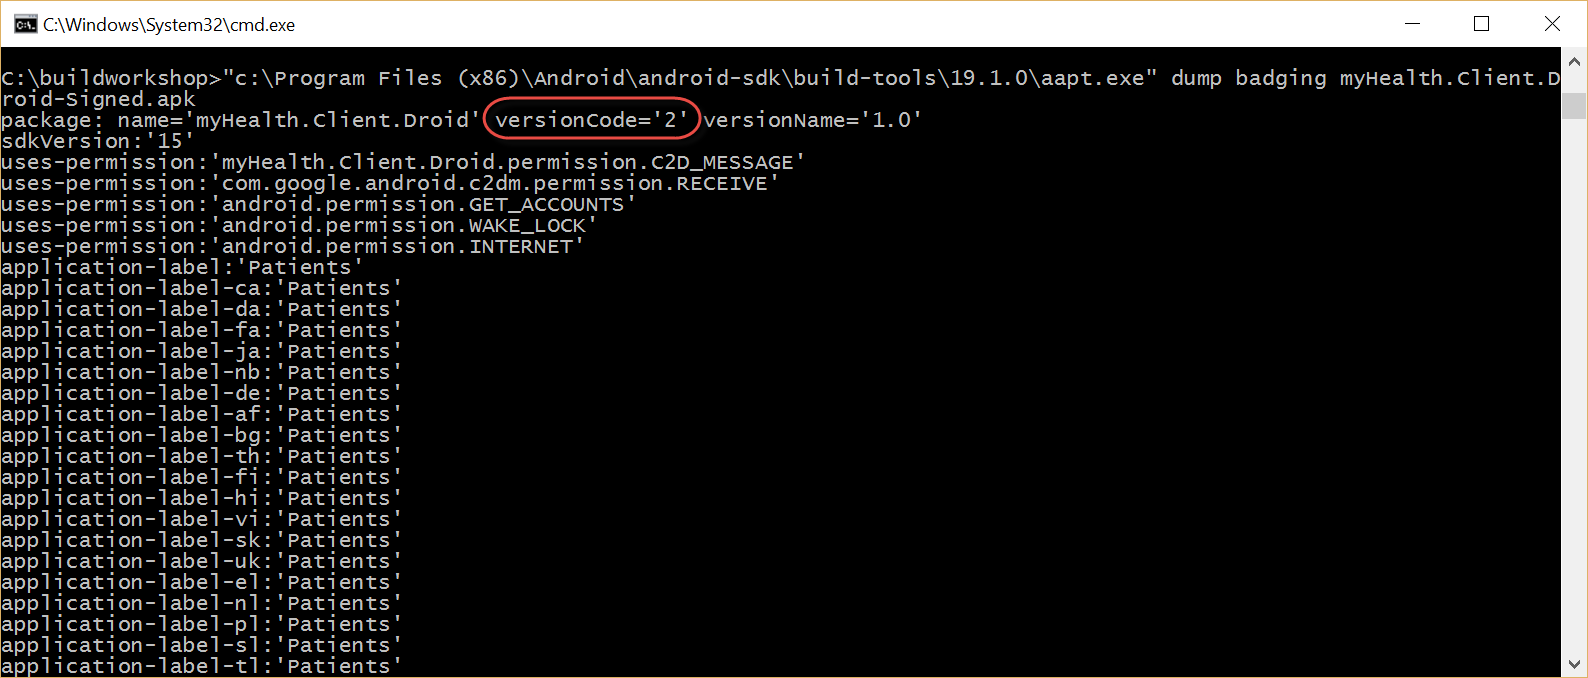 C:\Windows\System32\cmd.exe
C:\buildworkshop>"c:\Program Files (x86)\Android\android-sdk\build-tools\19.1.0\aapt.exe" dump badging myHealth.Client.D
roid-Signed.apk
package: name='myHealth.Client.Droid' versionCode='2' versionName='1.0'
sdkVersion:'15'
uses-permission:'myHealth.Client.Droid.permission.C2D_MESSAGE'
uses-permission:'com.google.android.c2dm.permission.RECEIVE'
uses-permission:'android.permission.GET_ACCOUNTS'
uses-permission:'android.permission.WAKE_LOCK'
uses-permission:'android.permission.INTERNET'
application-label:'Patients'
application-label-ca:'Patients'
application-label-da:'Patients'
application-label-fa:'Patients'
application-label-ja:'Patients'
application-label-nb:'Patients'
application-label-de:'Patients'
application-label-af:'Patients'
application-label-bg:'Patients'
application-label-th:'Patients'
application-label-fi:'Patients'
application-label-hi:'Patients'
application-label-vi:'Patients'
application-label-sk:'Patients'
application-label-uk:'Patients'
application-label-el:'Patients'
application-label-nl:'Patients'
application-label-pl:'Patients'
application-label-sl:'Patients'
application-label-tl:'Patients'